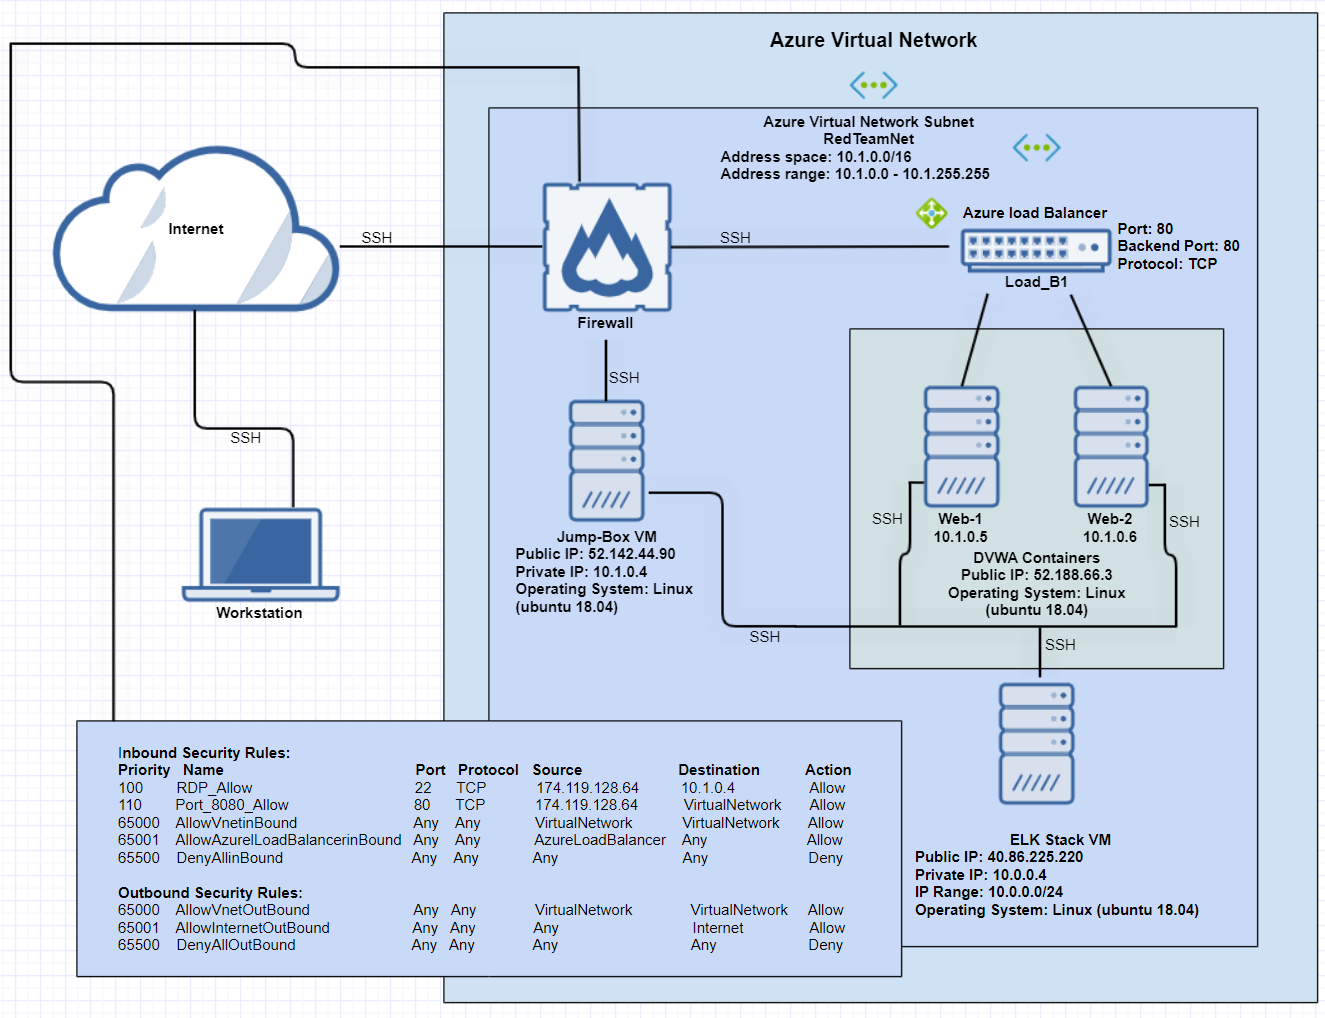 Azure Virtual Network
Azure Virtual Network Subnet
RedTeamNet
Address space: 10.1.0.0/16
Address range: 10.1.0.0 - 10.1.255.255
Internet
SSH
SSH
Azure load Balancer
Port: 80
Backend Port: 80
Protocol: TCP
Load_B1
Firewall
SSH
SSH
Workstation
Jump-Box VM
Public IP: 52.142.44.90
Private IP: 10.1.0.4
Operating System: Linux
(ubuntu 18.04)
SSH
SSH
SSH
Web-1
10.1.0.5
Web-2
10.1.0.6
DVWA Containers
Public IP: 52.188.66.3
Operating System: Linux
(ubuntu 18.04)
SSH
ELK Stack VM
Public IP: 40.86.225.220
Private IP: 10.0.0.4
IP Range: 10.0.0.0/24
Operating System: Linux (ubuntu 18.04)
Inbound Security Rules:
Priority Name Port Protocol Source Destination Action
100 RDP_Allow 22 TCP 174.119.128.64 10.1.0.4 Allow
110 Port_8080_Allow 80 TCP 174.119.128.64 VirtualNetwork Allow
65000 AllowVnetinBound Any Any VirtualNetwork VirtualNetwork Allow
65001 AllowAzurelLoadBalancerinBound Any Any AzureLoadBalancer Any Allow
65500 DenyAllinBound Any Any Any Any Deny
Outbound Security Rules:
65000 AllowVnetOutBound Any Any VirtualNetwork VirtualNetwork Allow
65001 AllowInternetOutBound Any Any Any Internet Allow
65500 DenyAllOutBound Any Any Any Any Deny